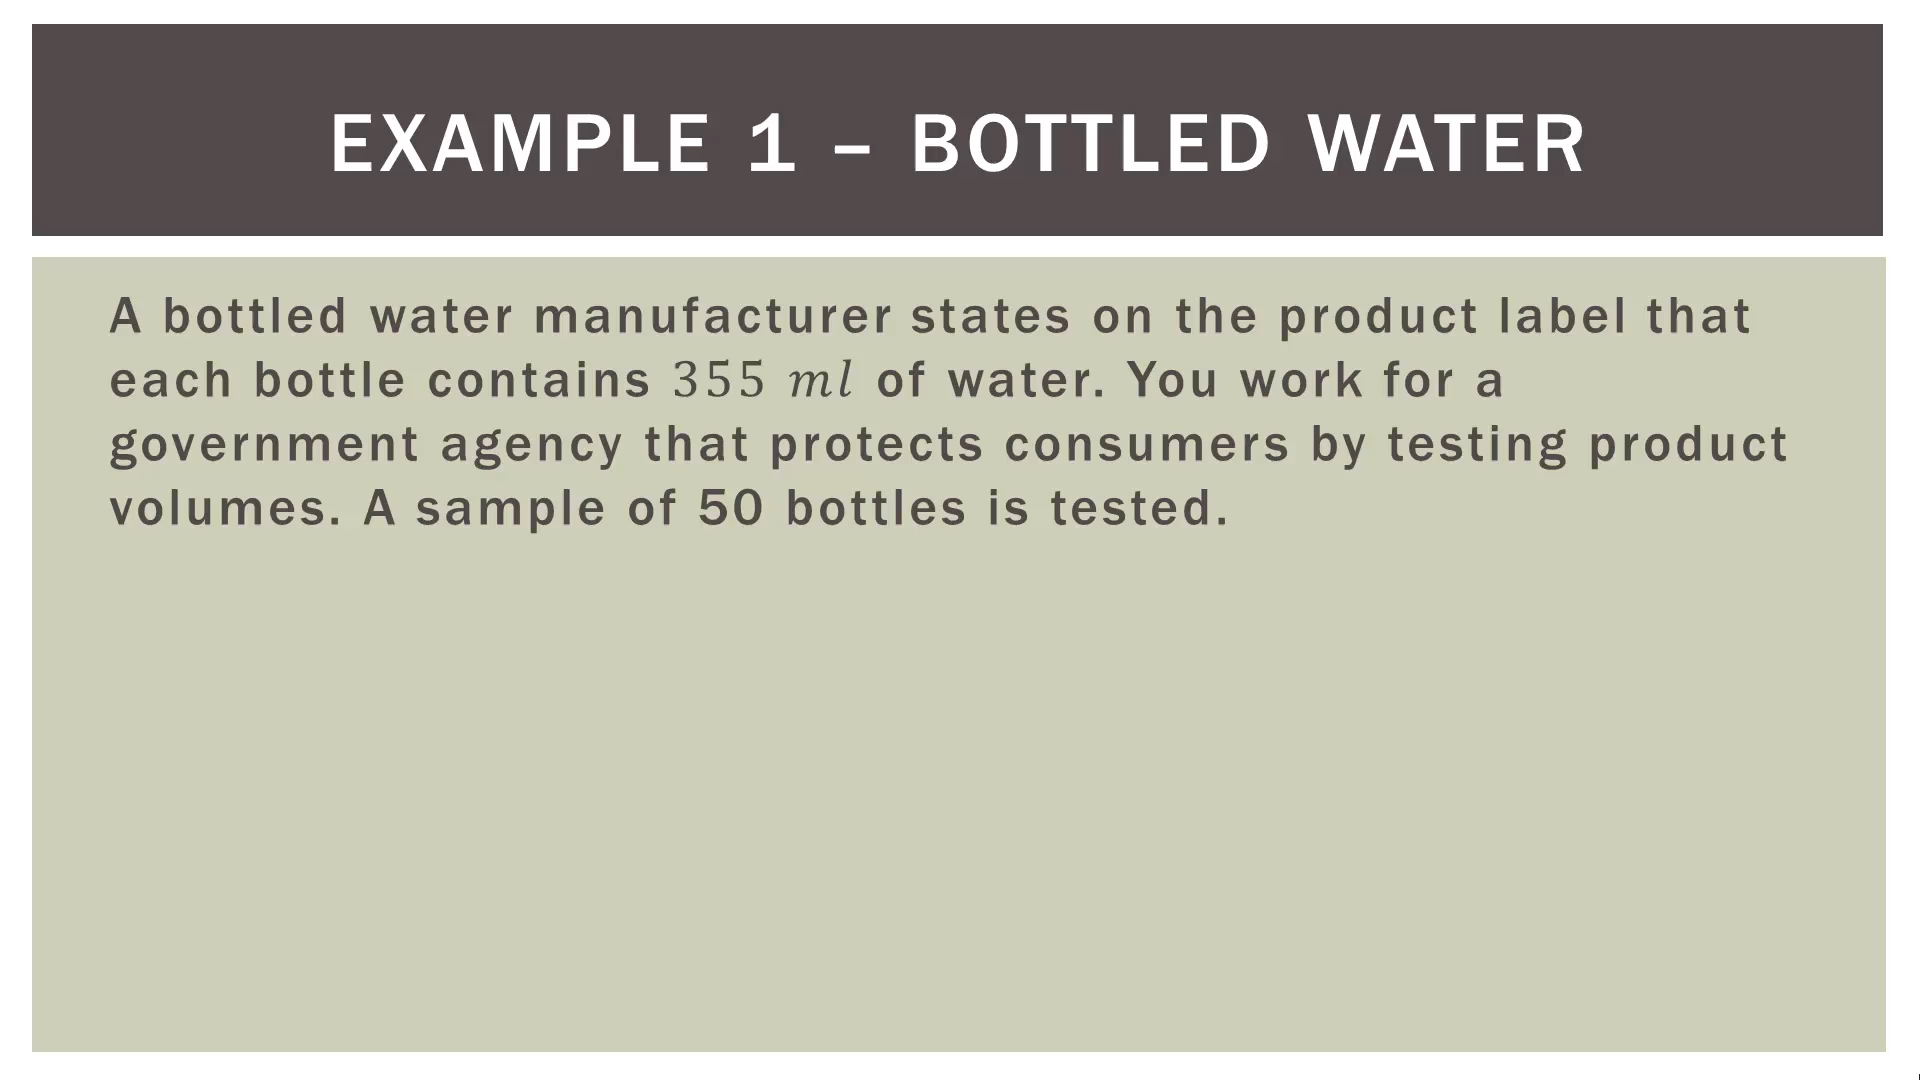 EXAMPLE 1 – BOTTLED WATER
A bottled water manufacturer states on the product label that
each bottle contains 355 ml of water. You work for a
government agency that protects consumers by testing product
volumes. A sample of 50 bottles is tested.